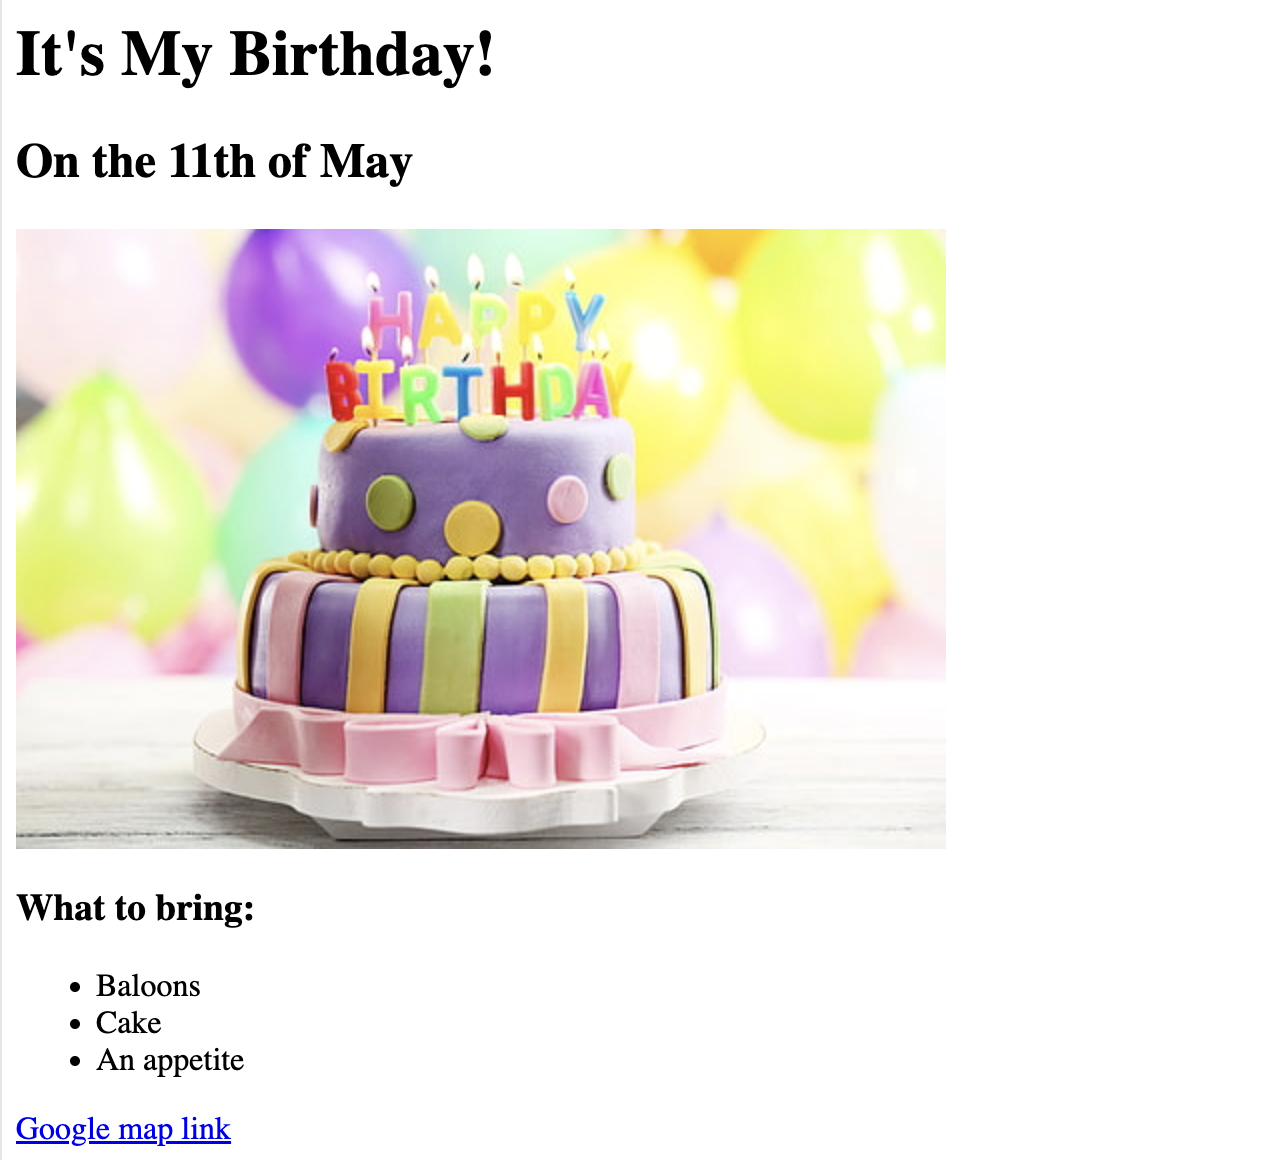 It's My Birthday!
On the 11th of May
HAPPY
BIRTHDAY
What to bring:
Baloons
Cake
An appetite
Google map link